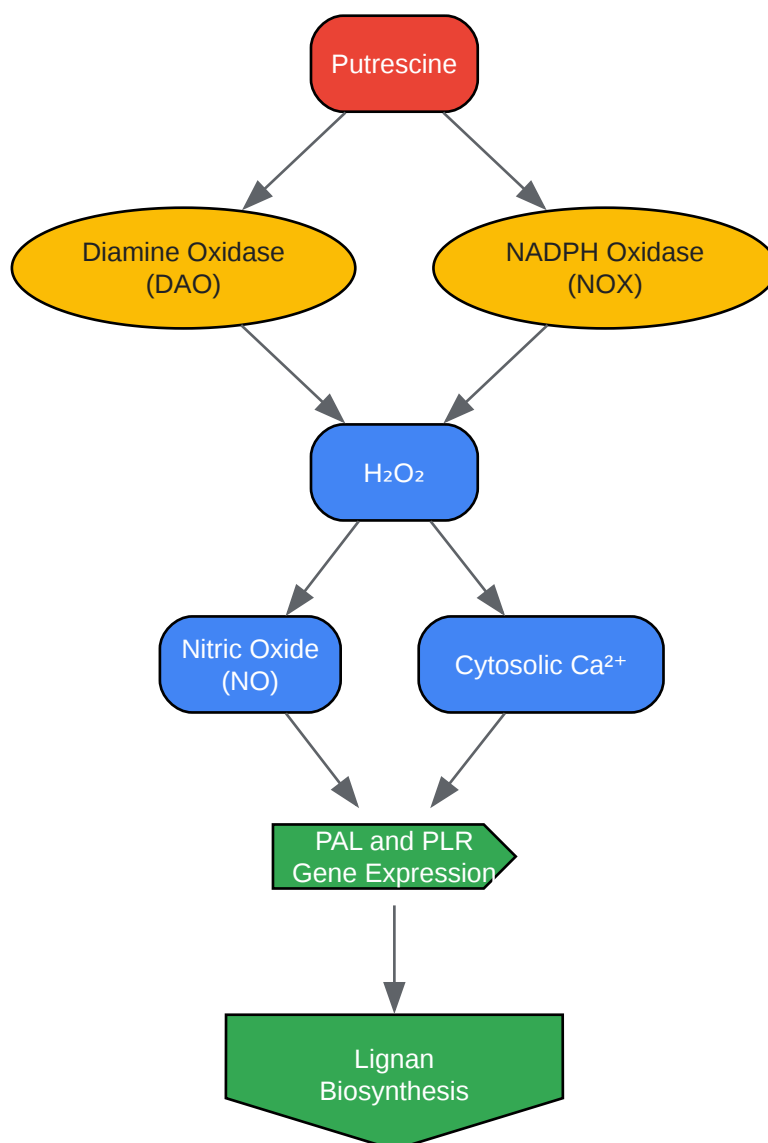 Putrescine
Diamine Oxidase
(DAO)
NADPH Oxidase
(NOX)
H₂O₂
Nitric Oxide
(NO)
Cytosolic Ca²⁺
PAL and PLR
Gene Expression
Lignan
Biosynthesis